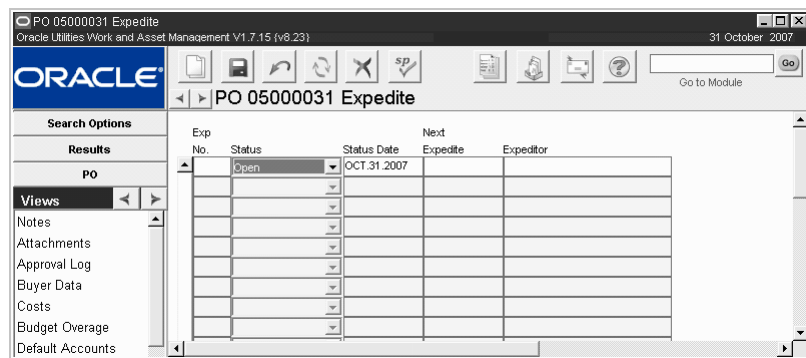 PO 05000031 Expedite
Oracle Utilities Work and Asset Management V1.7.15 {v8.23}
31 October 2007
ORACLE
sp
Go
Go to Module
PO 05000031 Expedite
Search Options
Results
PO
Views
Notes
Attachments
Approval Log
Buyer Data
Costs
Budget Overage
Default Accounts
Exp No.
Status
Status Date
Next Expedite
Expeditor
Open
OCT.31.2007